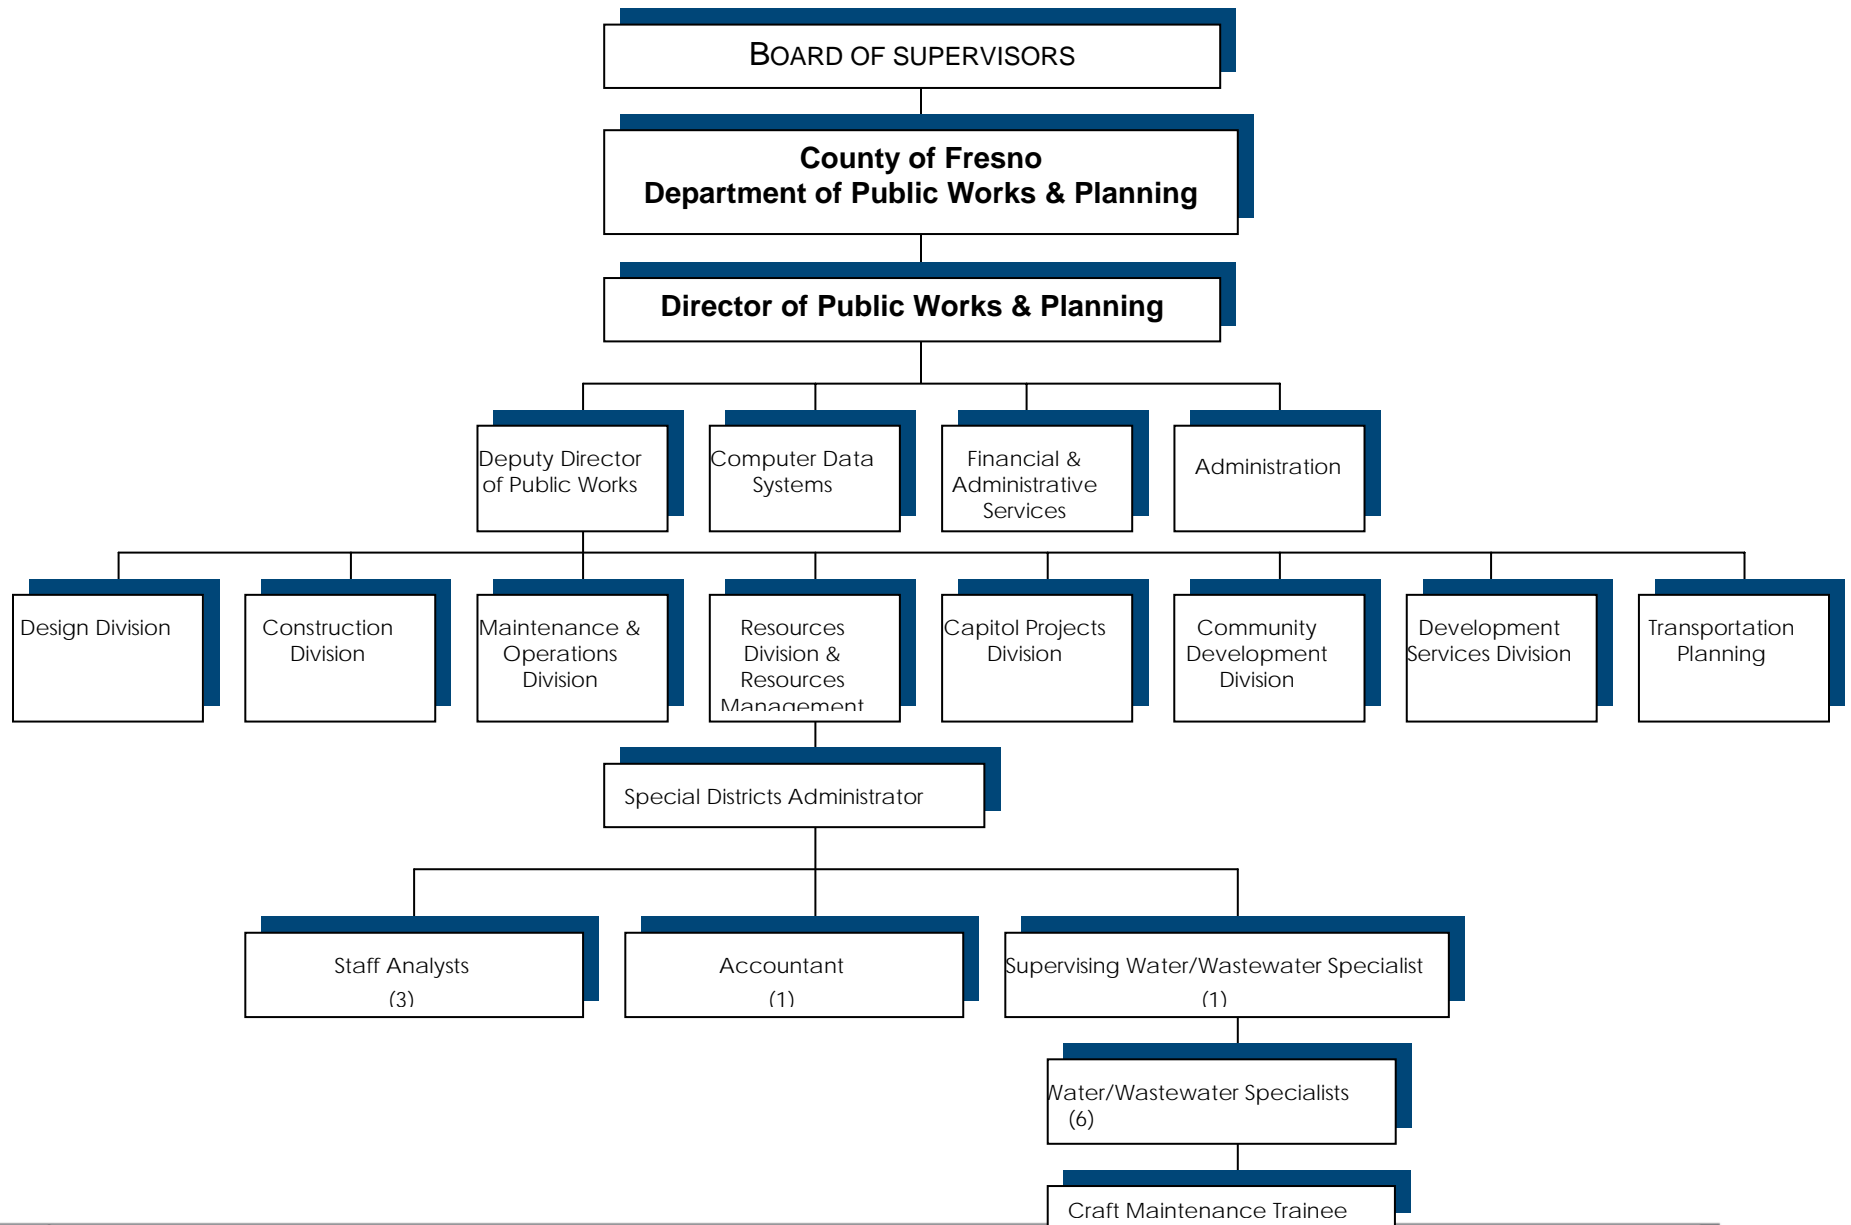 BOARD OF SUPERVISORS
County of Fresno
Department of Public Works & Planning
Director of Public Works & Planning
Deputy Director
of Public Works
Computer Data
Systems
Financial &
Administrative
Services
Administration
Design Division
Construction
Division
Maintenance &
Operations
Division
Resources
Division &
Resources
Management
Capitol Projects
Division
Community
Development
Division
Development
Services Division
Transportation
Planning
Special Districts Administrator
Staff Analysts
(3)
Accountant
(1)
Supervising Water/Wastewater Specialist
(1)
Water/Wastewater Specialists
(6)
Craft Maintenance Trainee